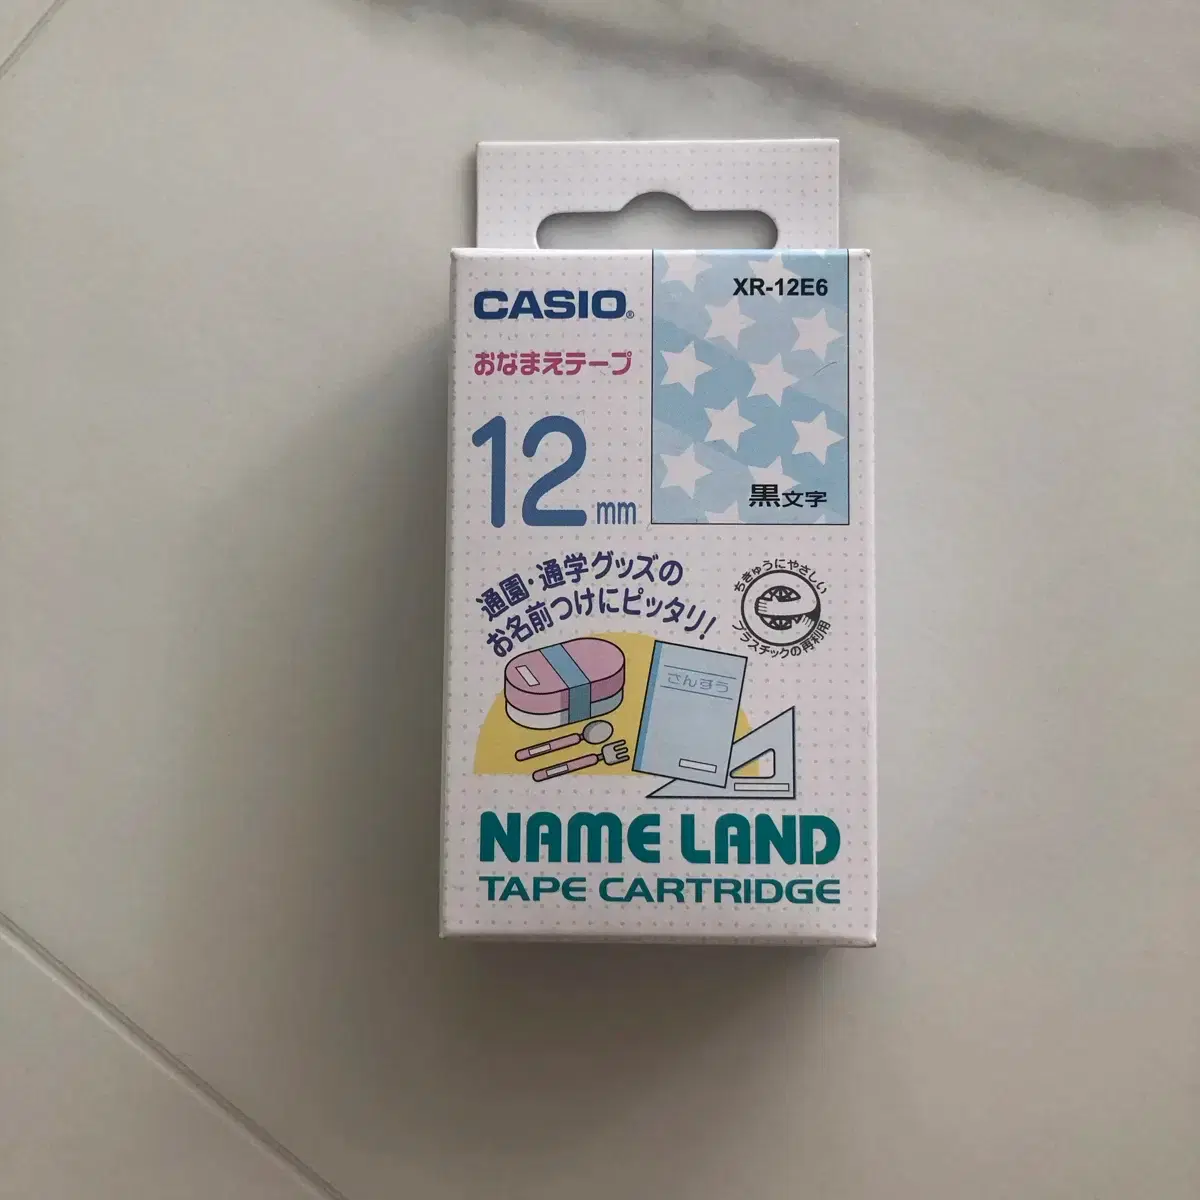 CASIO®
おなまえテープ
12mm
XR-12E6
黒文字
通園・通学グッズの
お名前つけにピッタリ!
ちきゅうにやさしい
プラスチックの再利用
さんすう
NAME LAND
TAPE CARTRIDGE